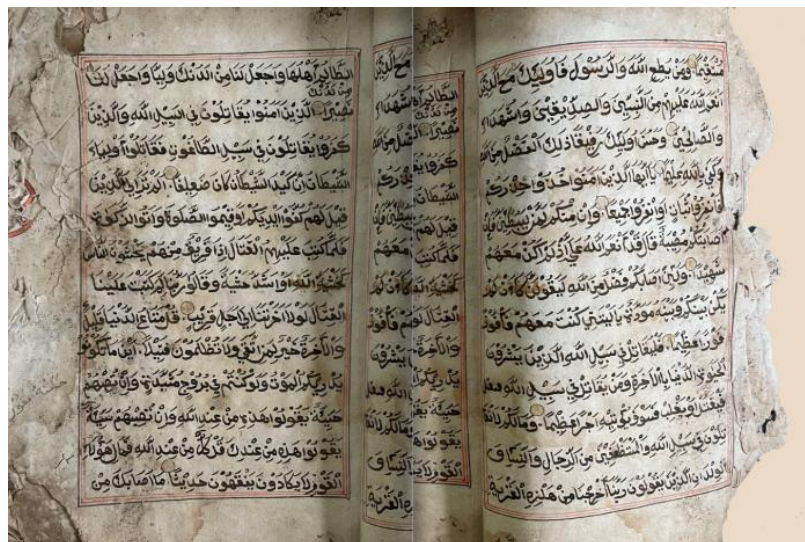 مستقيما ومن يطع الله والرسول فاوليك مع الذين
انعم الله عليهم من النبيين والصديقين والشهداء
والصالحين وحسن اوليك رفيقا ذلك الفضل من الله
وكفى بالله عليما يايها الذين امنوا خذوا حذركم
فانفروا ثبات او انفروا جميعا وان منكم لمن ليبطئن فان
اصابتكم مصيبة قال قد انعم الله علي اذ لم اكن معهم
شهيدا ولين اصابكم فضل من الله ليقولن كان لم
يكن بينكم وبينه مودة ياليتني كنت معهم فافوز
فوزا عظيما فليقاتل في سبيل الله الذين يشرون
الحيوة الدنيا بالاخرة ومن يقاتل في سبيل الله
فيقتل او يغلب فسوف نوتيه اجرا عظيما وما لكم لا تقا
تلون في سبيل الله والمستضعفين من الرجال والنساء و
الولدان الذين يقولون ربنا اخرجنا من هذه القرية
الظالم اهلها واجعل لنا من لدنك وليا واجعل لنا
من لدنك
نصيرا الذين امنوا يقاتلون في سبيل الله والذين
كفروا يقاتلون في سبيل الطاغوت فقاتلوا اولياء
الشيطان ان كيد الشيطان كان ضعيفا الم تر الى الذين
قيل لهم كفوا ايديكم واقيموا الصلوة واتوا الزكوة
فلما كتب عليهم القتال اذا فريق منهم يخشون الناس
كخشية الله او اشد خشية وقالوا ربنا لم كتبت علينا
القتال لولا اخرتنا الى اجل قريب قل متاع الدنيا قليل
والاخرة خير لمن اتقى ولا تظلمون فتيلا اين ما تكونوا
يدرككم الموت ولو كنتم في بروج مشيدة وان تصبهم
حسنة يقولوا هذه من عند الله وان تصبهم سيئة
يقولوا هذه من عندك قل كل من عند الله فمال هؤلاء
القوم لا يكادون يفقهون حديثا ما اصابك من